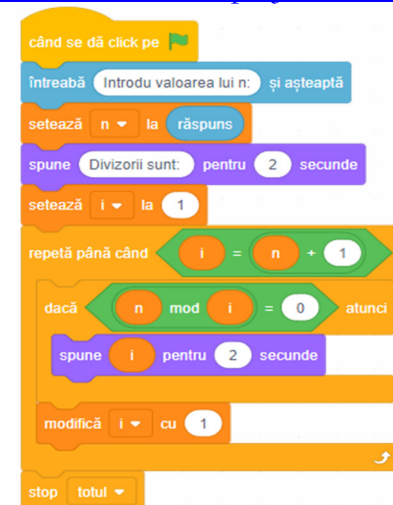 când se dă click pe
întreabă Introdu valoarea lui n: și așteaptă
setează n la răspuns
spune Divizorii sunt: pentru 2 secunde
setează i la 1
repetă până când i = n + 1
dacă n mod i = 0 atunci
spune i pentru 2 secunde
modifică i cu 1
stop totul